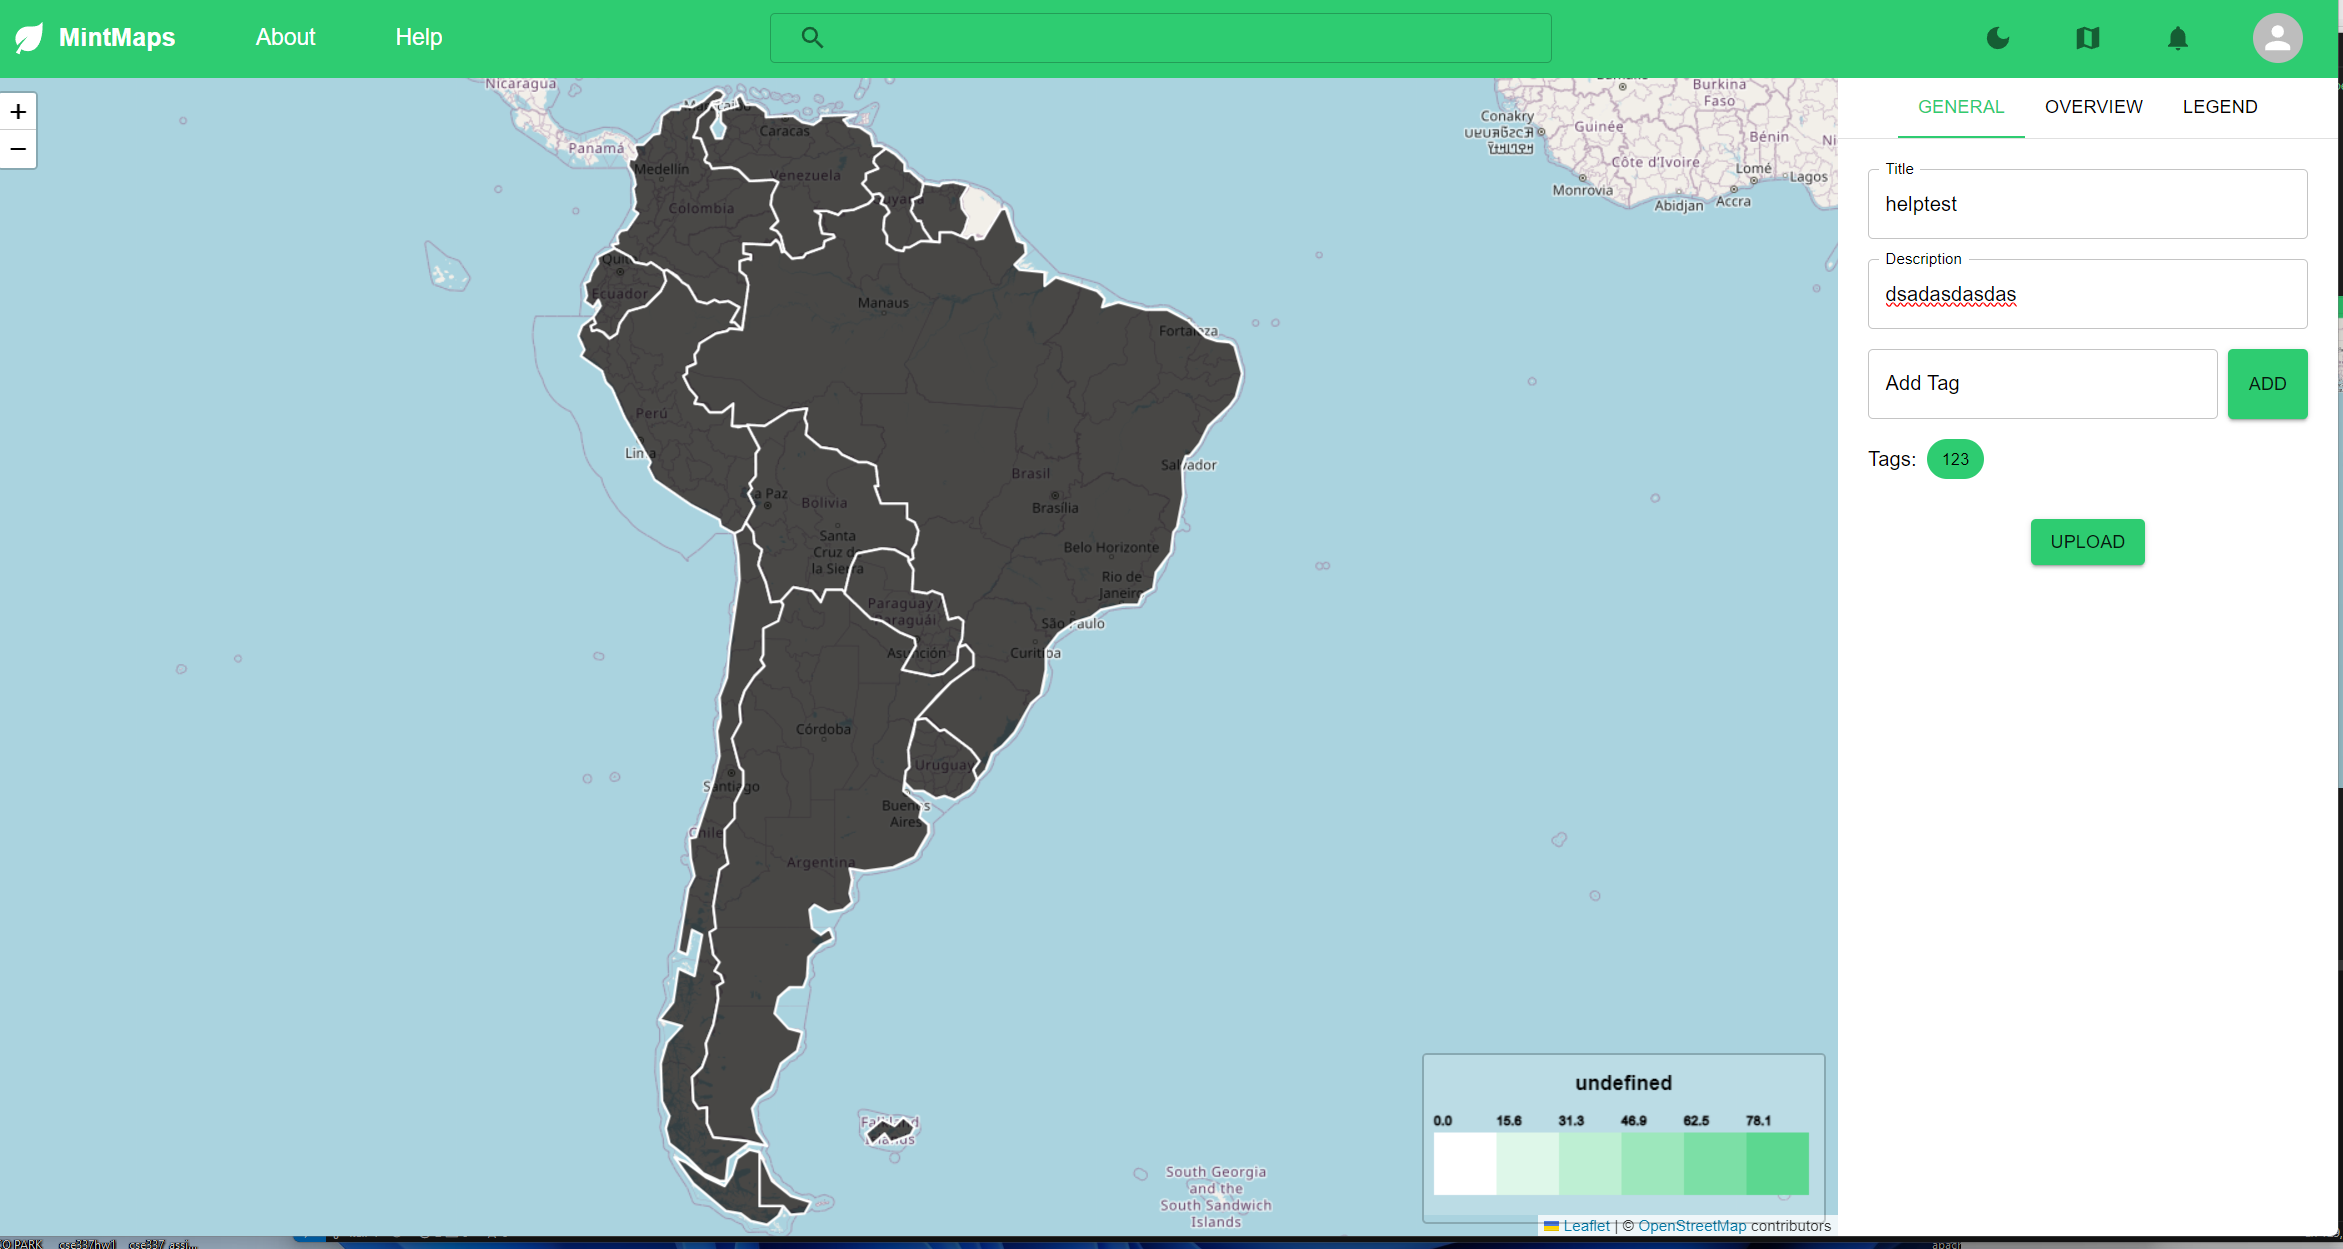 MintMaps
About
Help
Nicaragua
Panamá
Caracas
Venezuela
Medellín
Colombia
Quito
Ecuador
Manaus
Fortaleza
Perú
Lima
Brasil
Salvador
Brasília
La Paz
Bolivia
Santa
Cruz de
la Sierra
Belo Horizonte
Rio de
Janeiro
Paraguay /
Paraguái
São Paulo
Asunción
Curitiba
Córdoba
Uruguay
Santiago
Buenos
Aires
Chile
Argentina
Falkland
Islands
South Georgia
and the
South Sandwich
Islands
Burkina
Faso
Conakry
Guinée
Bénin
Côte d'Ivoire
Lomé
Lagos
Monrovia
Abidjan
Accra
undefined
0.0 15.6 31.3 46.9 62.5 78.1
Leaflet | © OpenStreetMap contributors
GENERAL
OVERVIEW
LEGEND
Title
helptest
Description
dsadasdasdas
Add Tag
ADD
Tags: 123
UPLOAD
cse337hw1